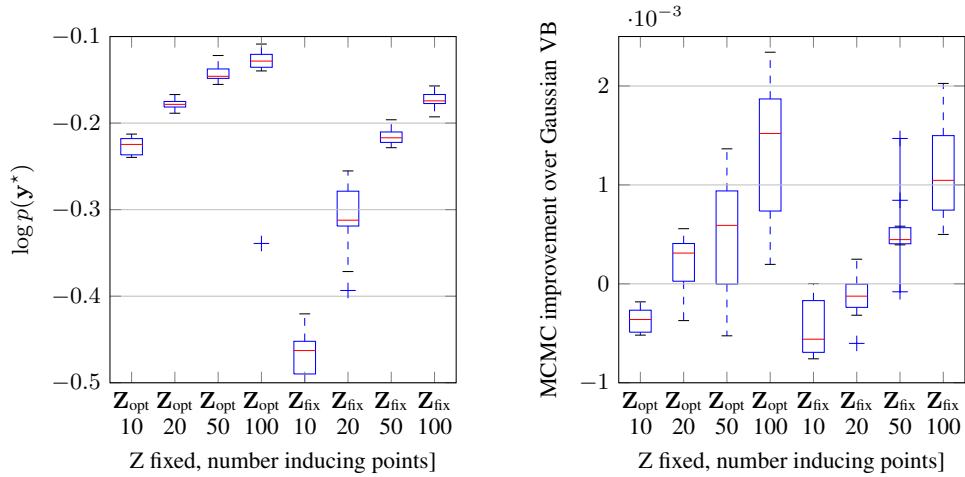 −0.1
−0.2
−0.3
−0.4
−0.5
log p(y⋆)
Z_opt Z_opt Z_opt Z_opt Z_fix Z_fix Z_fix Z_fix
10 20 50 100 10 20 50 100
Z fixed, number inducing points]
·10⁻³
2
1
0
−1
MCMC improvement over Gaussian VB
Z_opt Z_opt Z_opt Z_opt Z_fix Z_fix Z_fix Z_fix
10 20 50 100 10 20 50 100
Z fixed, number inducing points]